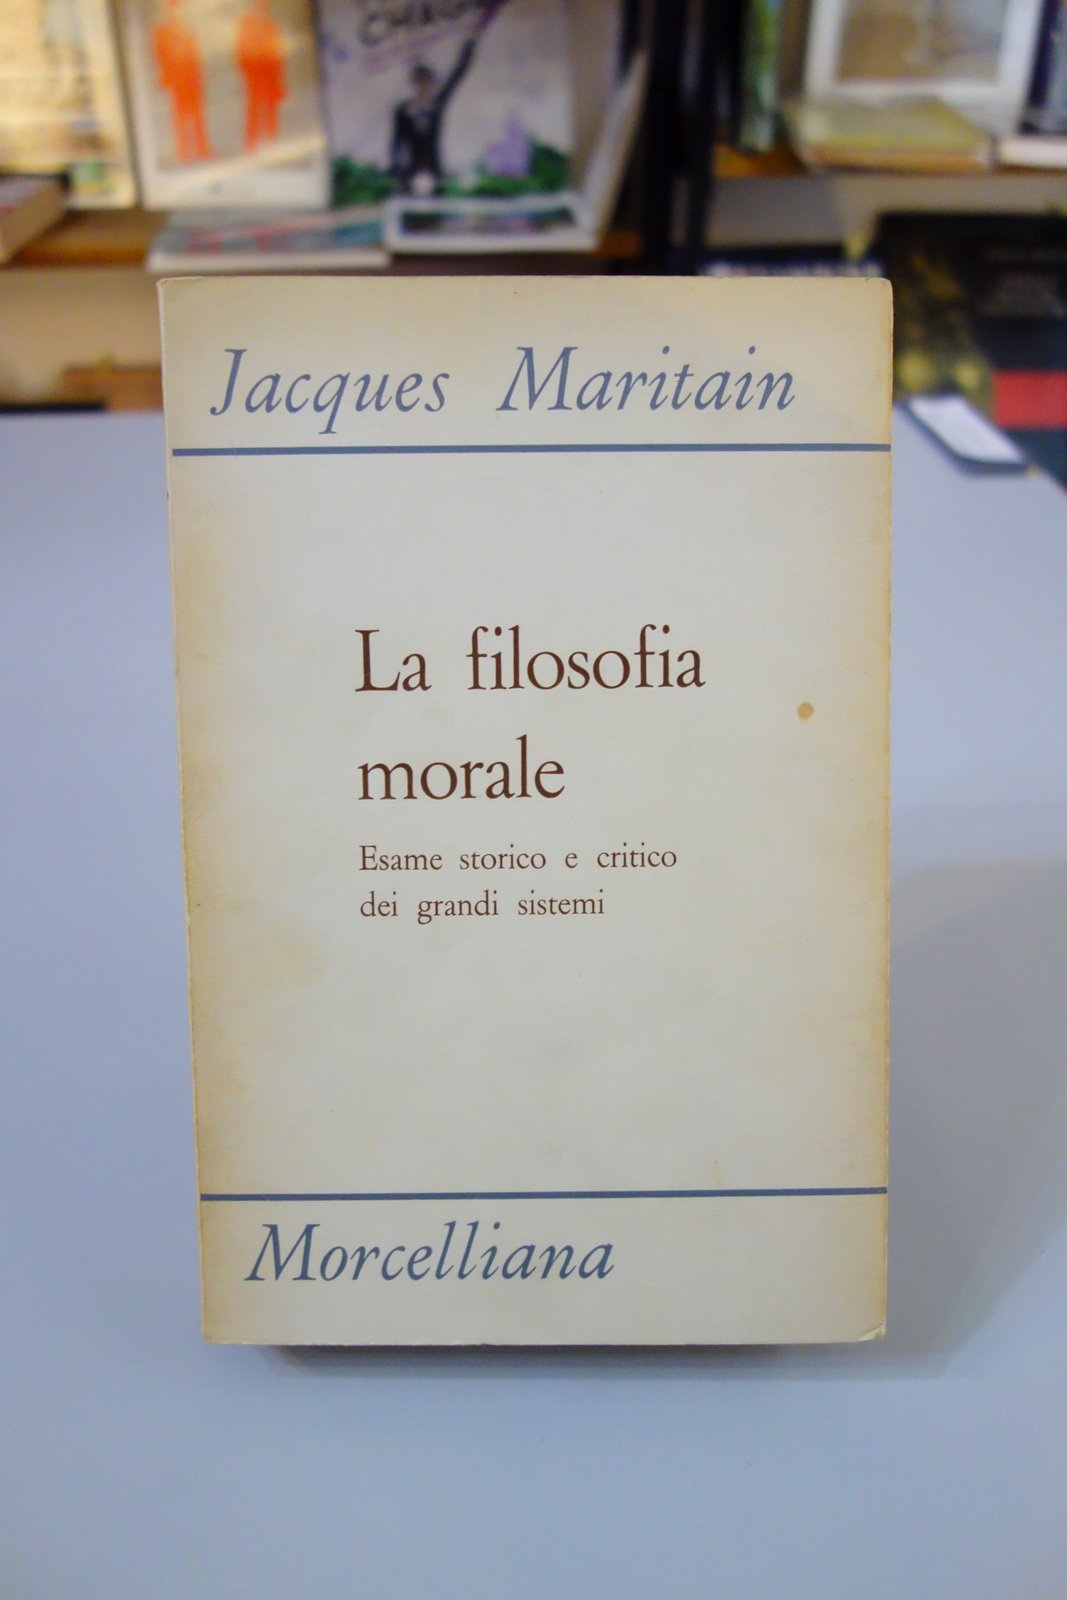 Jacques Maritain
La filosofia
morale
Esame storico e critico
dei grandi sistemi
Morcelliana